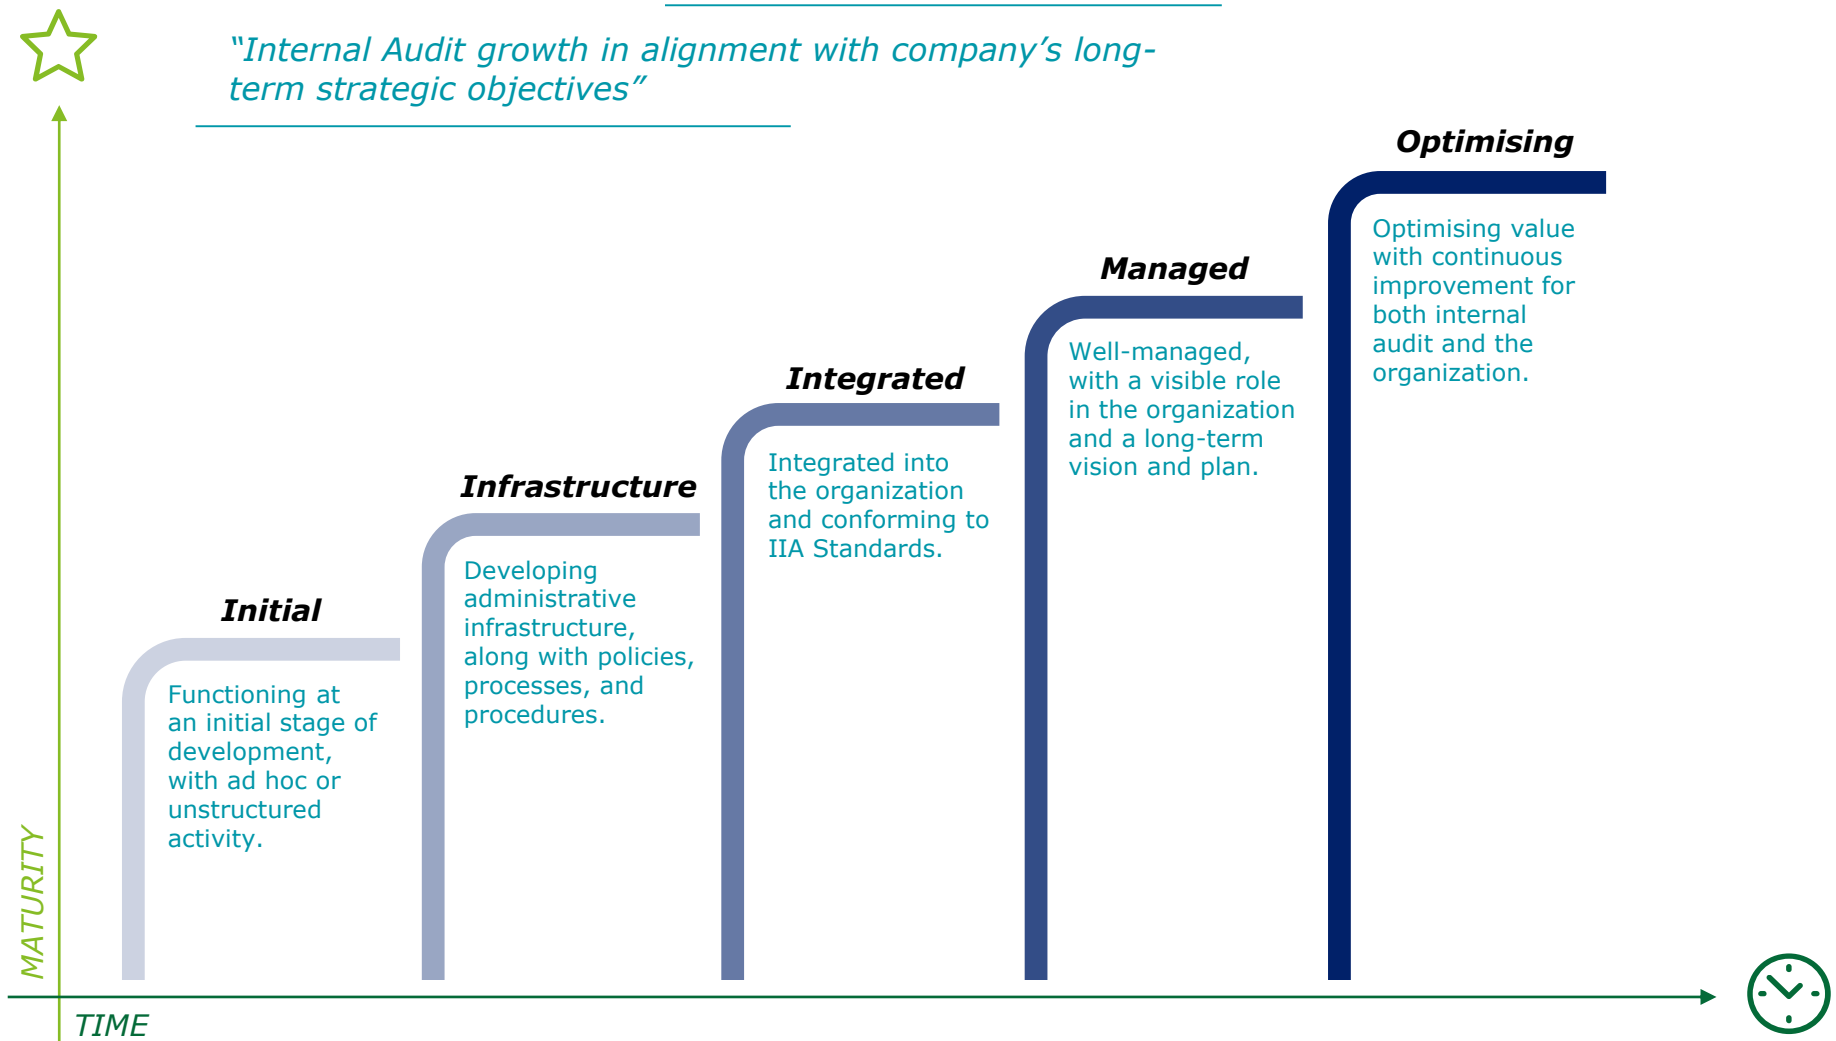 “Internal Audit growth in alignment with company’s long-
term strategic objectives”
Optimising
Optimising value
with continuous
improvement for
both internal
audit and the
organization.
Managed
Well-managed,
with a visible role
in the organization
and a long-term
vision and plan.
Integrated
Integrated into
the organization
and conforming to
IIA Standards.
Infrastructure
Developing
administrative
infrastructure,
along with policies,
processes, and
procedures.
Initial
Functioning at
an initial stage of
development,
with ad hoc or
unstructured
activity.
MATURITY
TIME